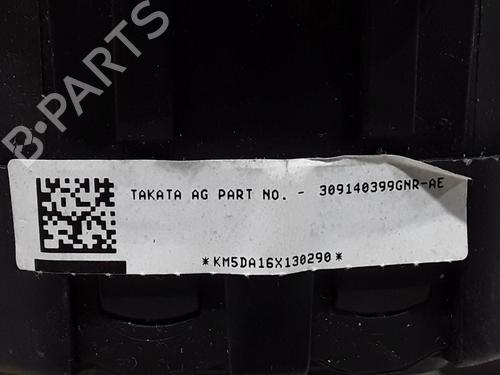 B-PARTS
TAKATA AG PART NO. - 309140399GNR-AE
*KM5DA16X130290*